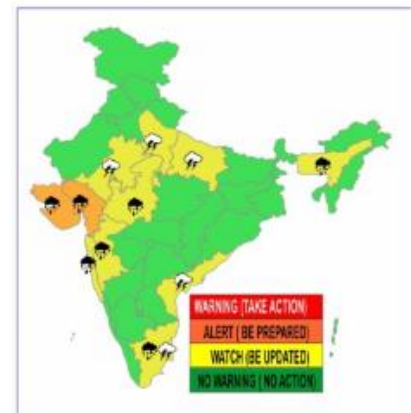 WARNING (TAKE ACTION)
ALERT ( BE PREPARED)
WATCH (BE UPDATED)
NO WARNING ( NO ACTION)